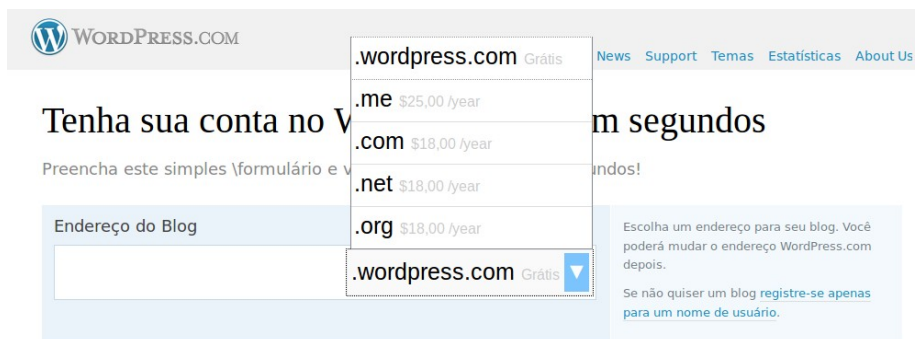 WORDPRESS.COM
News Support Temas Estatísticas About Us
.wordpress.com Grátis
.me $25,00 /year
.com $18,00 /year
.net $18,00 /year
.org $18,00 /year
.wordpress.com Grátis
Tenha sua conta no m segundos
Preencha este simples \formulário e v ndos!
Endereço do Blog
Escolha um endereço para seu blog. Você
poderá mudar o endereço WordPress.com
depois.
Se não quiser um blog registre-se apenas
para um nome de usuário.